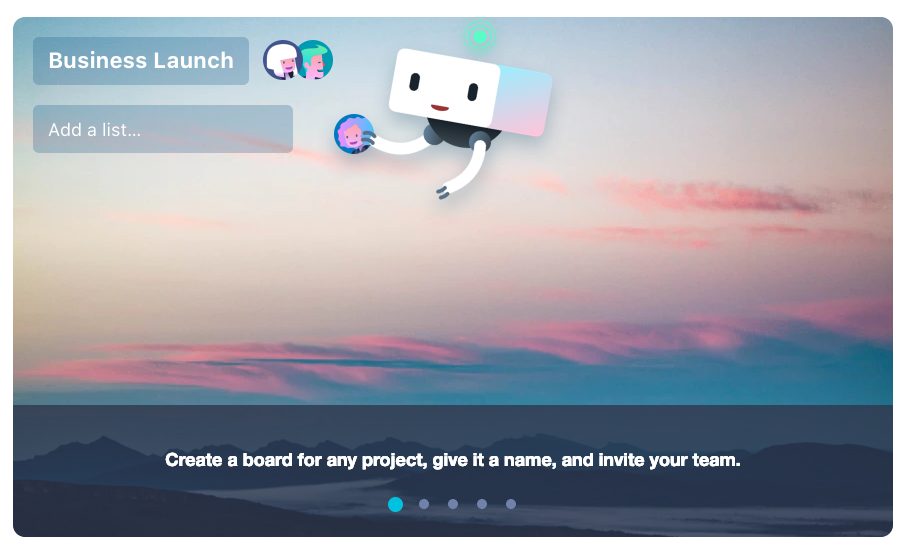 Business Launch
Add a list...
Create a board for any project, give it a name, and invite your team.